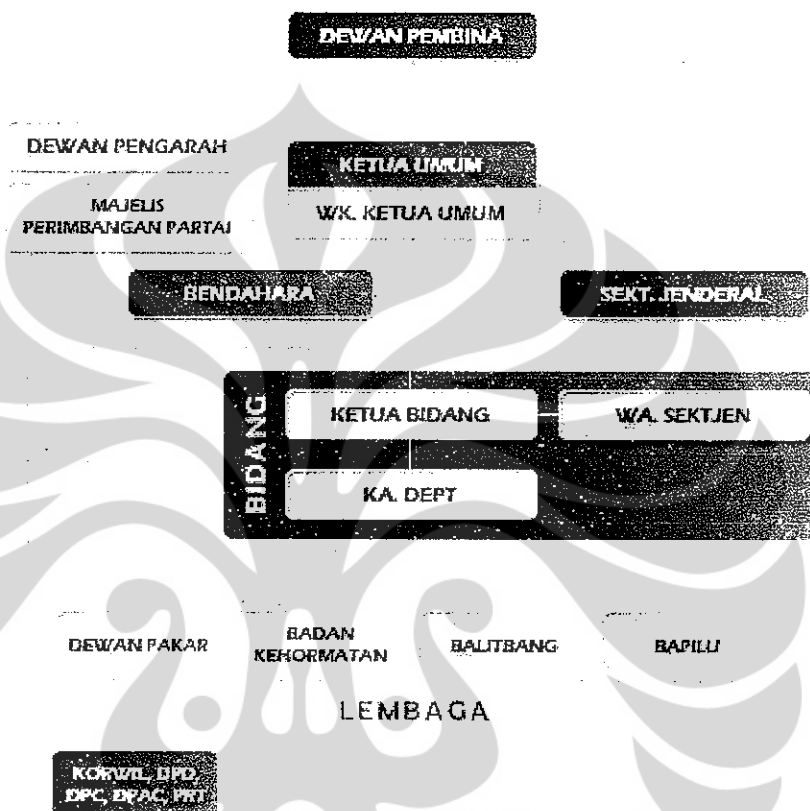 DEWAN PEMBINA
DEWAN PENGARAH
KETUA UMUM
MAJELIS
PERIMBANGAN PARTAI
WK. KETUA UMUM
BENDAHARA
SEKT. JENDERAL
BIDANG
KETUA BIDANG
WA. SEKTJEN
KA. DEPT
DEWAN PAKAR
BADAN
KEHORMATAN
BALITBANG
BAPILU
LEMBAGA
KORWIL, DPD,
DPC, DPAC, PRT